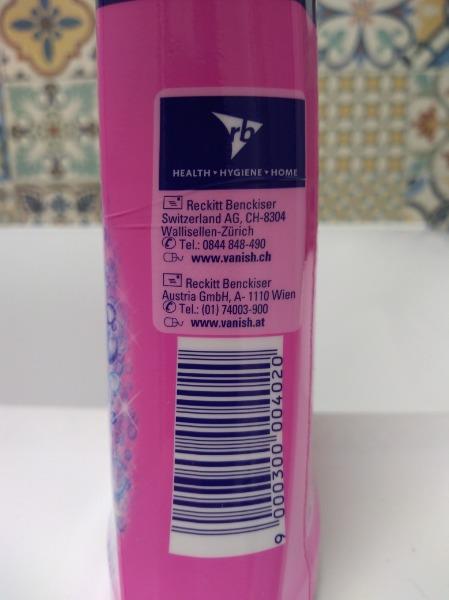 rb
HEALTH • HYGIENE • HOME
Reckitt Benckiser
Switzerland AG, CH-8304
Wallisellen-Zürich
Tel.: 0844 848-490
www.vanish.ch
Reckitt Benckiser
Austria GmbH, A- 1110 Wien
Tel.: (01) 74003-900
www.vanish.at
9 000300 004020